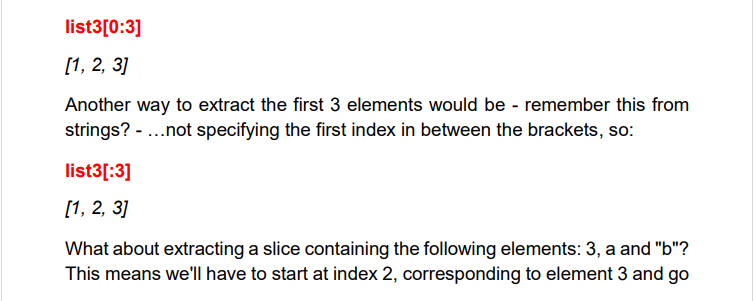 list3[0:3]
[1, 2, 3]
Another way to extract the first 3 elements would be - remember this from
strings? - …not specifying the first index in between the brackets, so:
list3[:3]
[1, 2, 3]
What about extracting a slice containing the following elements: 3, a and "b"?
This means we'll have to start at index 2, corresponding to element 3 and go